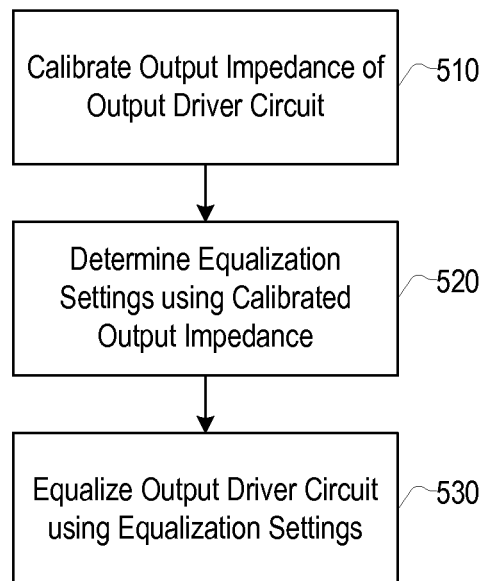 Calibrate Output Impedance of
Output Driver Circuit
510
Determine Equalization
Settings using Calibrated
Output Impedance
520
Equalize Output Driver Circuit
using Equalization Settings
530